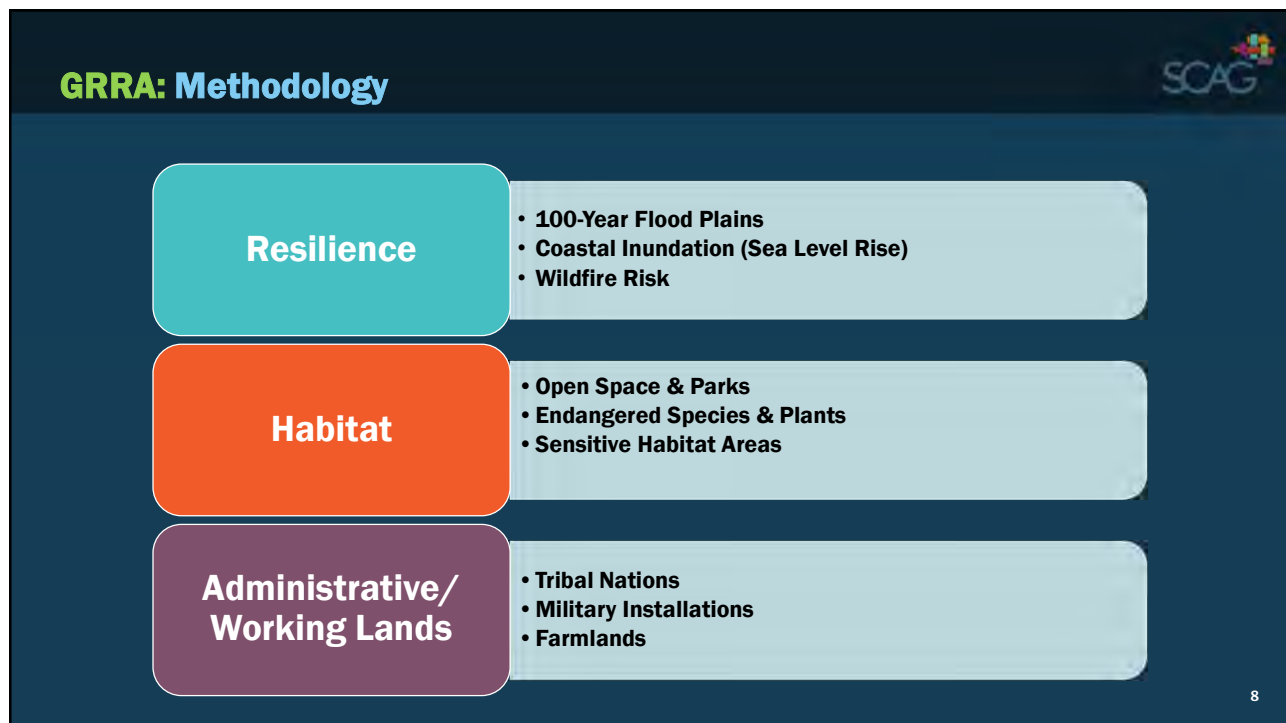 GRRA: Methodology
SCAG
Resilience
• 100-Year Flood Plains
• Coastal Inundation (Sea Level Rise)
• Wildfire Risk
Habitat
• Open Space & Parks
• Endangered Species & Plants
• Sensitive Habitat Areas
Administrative/
Working Lands
• Tribal Nations
• Military Installations
• Farmlands
8